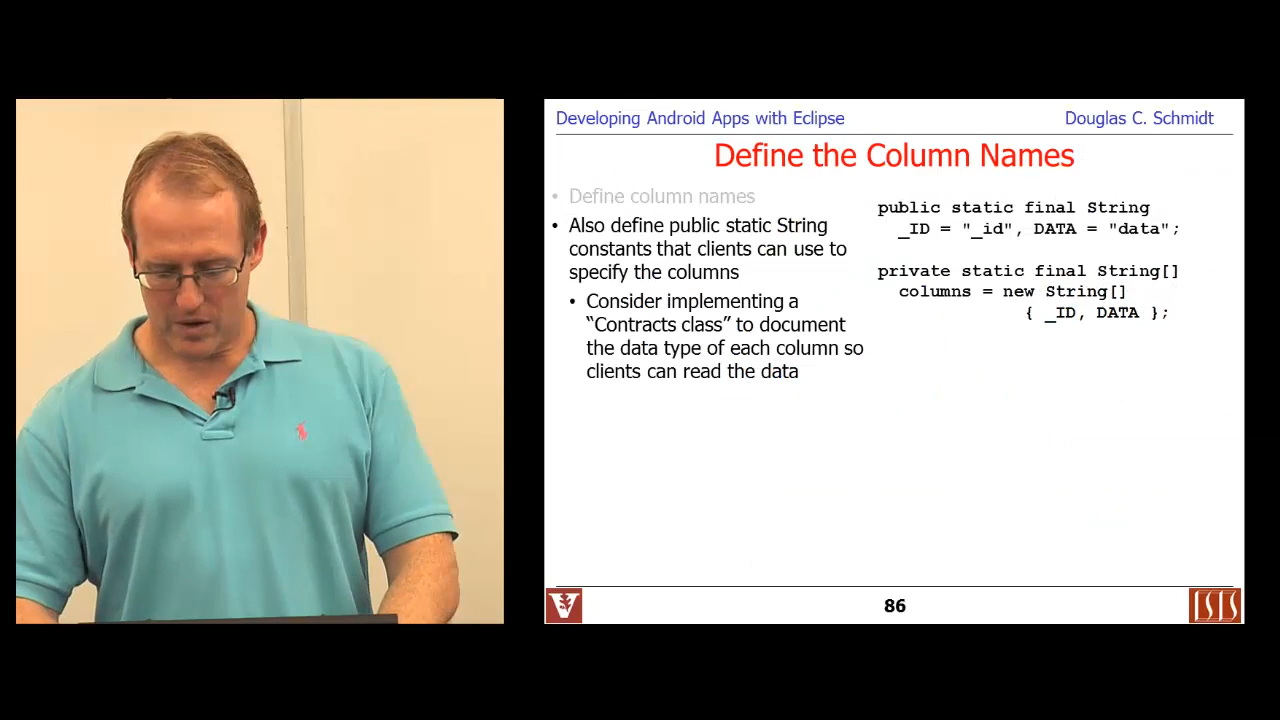 Developing Android Apps with Eclipse
Douglas C. Schmidt
Define the Column Names
• Define column names
• Also define public static String
constants that clients can use to
specify the columns
• Consider implementing a
“Contracts class” to document
the data type of each column so
clients can read the data
public static final String
_ID = "_id", DATA = "data";
private static final String[]
columns = new String[]
{ _ID, DATA };
V
86
ISIS